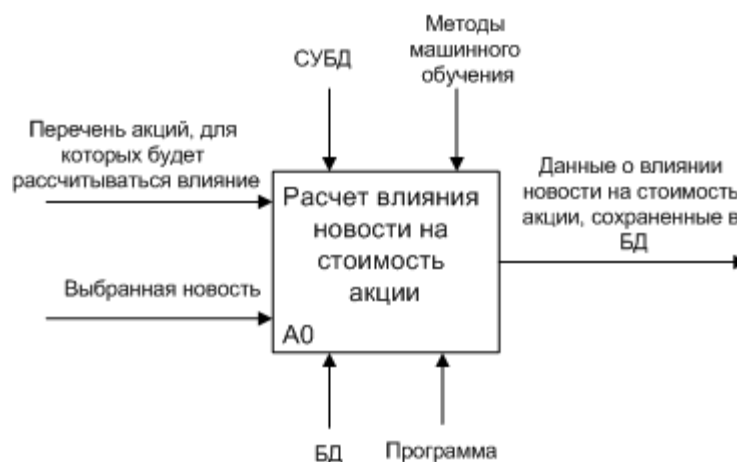 СУБД
Методы
машинного
обучения
Перечень акций, для
которых будет
рассчитываться влияние
Выбранная новость
Расчет влияния
новости на
стоимость
акции
A0
Данные о влиянии
новости на стоимость
акции, сохраненные в
БД
БД
Программа